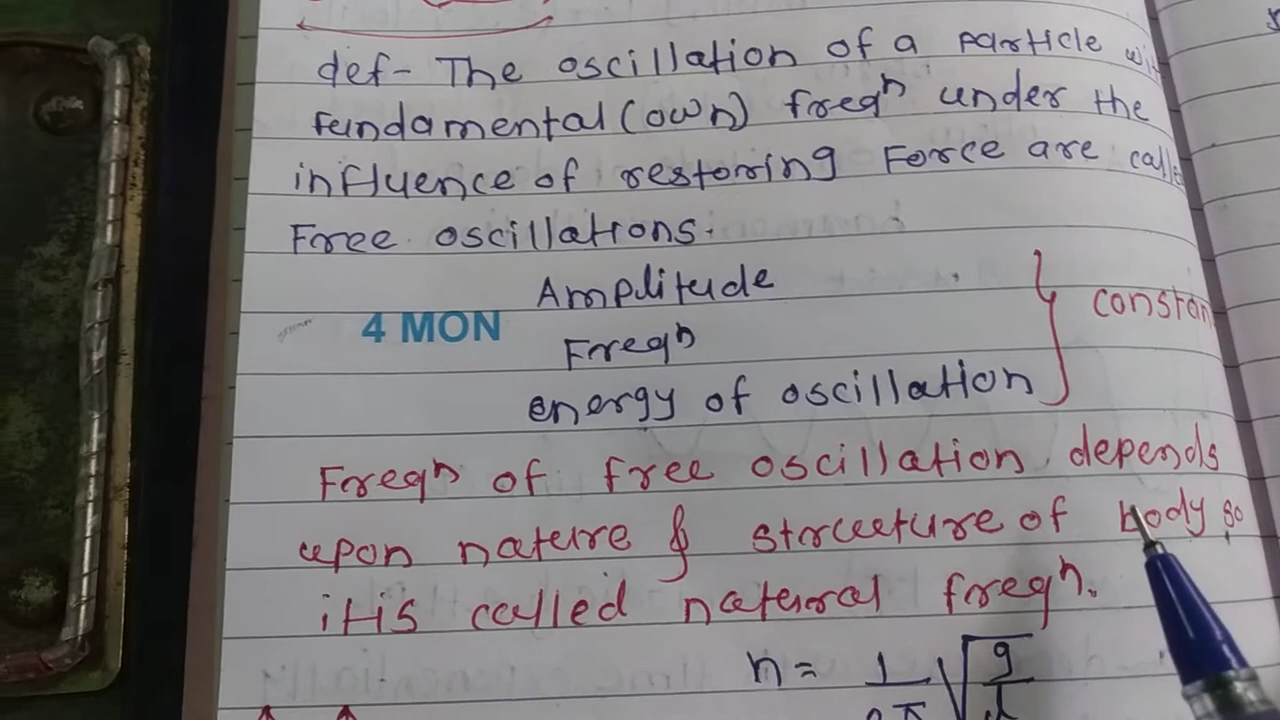 def- The oscillation of a particle
fundamental (own) freqⁿ under the
influence of restoring Force are
Free oscillations.
Amplitude
4 MON
Freqⁿ
energy of oscillation
Freqⁿ of free oscillation depends
upon nature & structure of body so
it is called natural freqⁿ.
n = 1/2π √g/l